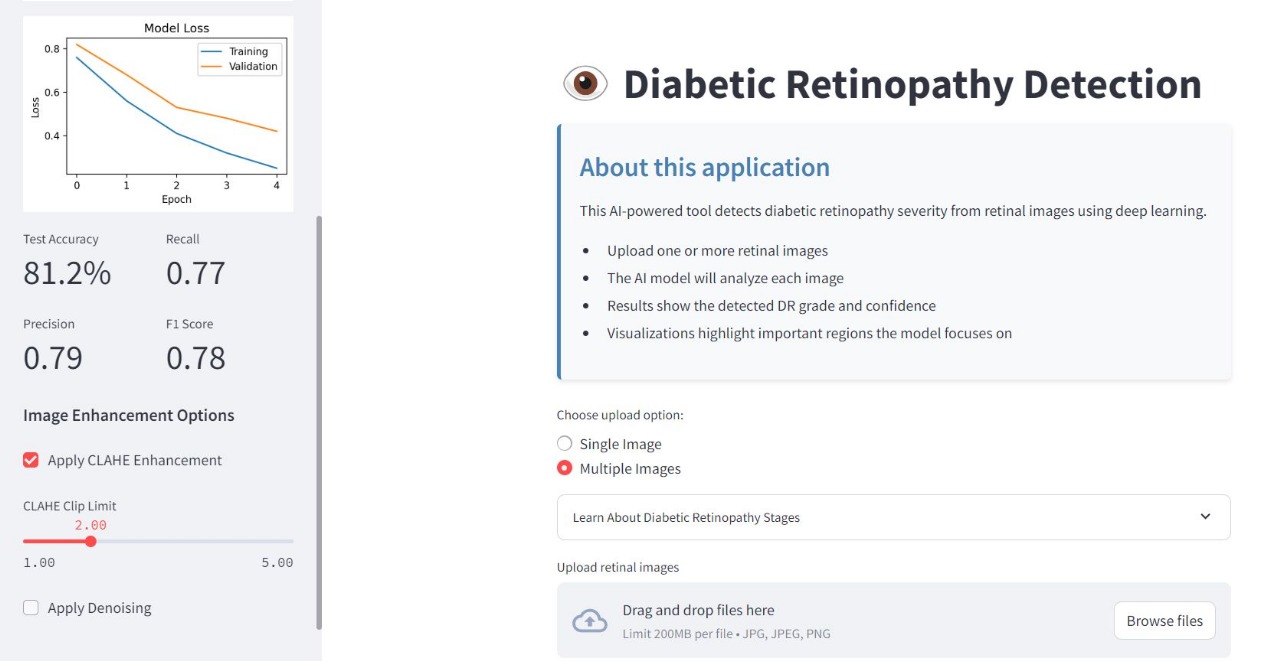 Model Loss
Training
Validation
0.8
0.6
0.4
Loss
0 1 2 3 4
Epoch
Test Accuracy Recall
81.2% 0.77
Precision F1 Score
0.79 0.78
Image Enhancement Options
Apply CLAHE Enhancement
CLAHE Clip Limit
2.00
1.00 5.00
Apply Denoising
Diabetic Retinopathy Detection
About this application
This AI-powered tool detects diabetic retinopathy severity from retinal images using deep learning.
• Upload one or more retinal images
• The AI model will analyze each image
• Results show the detected DR grade and confidence
• Visualizations highlight important regions the model focuses on
Choose upload option:
Single Image
Multiple Images
Learn About Diabetic Retinopathy Stages
Upload retinal images
Drag and drop files here
Limit 200MB per file • JPG, JPEG, PNG
Browse files